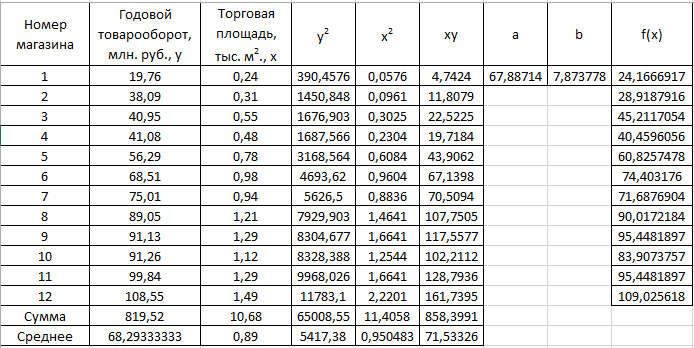 Номер магазина	Годовой товарооборот, млн. руб., y	Торговая площадь, тыс. м²., x	y²	x²	xy	a	b	f(x)
1	19,76	0,24	390,4576	0,0576	4,7424	67,88714	7,873778	24,1666917
2	38,09	0,31	1450,848	0,0961	11,8079			28,9187916
3	40,95	0,55	1676,903	0,3025	22,5225			45,2117054
4	41,08	0,48	1687,566	0,2304	19,7184			40,4596056
5	56,29	0,78	3168,564	0,6084	43,9062			60,8257478
6	68,51	0,98	4693,62	0,9604	67,1398			74,403176
7	75,01	0,94	5626,5	0,8836	70,5094			71,6876904
8	89,05	1,21	7929,903	1,4641	107,7505			90,0172184
9	91,13	1,29	8304,677	1,6641	117,5577			95,4481897
10	91,26	1,12	8328,388	1,2544	102,2112			83,9073757
11	99,84	1,29	9968,026	1,6641	128,7936			95,4481897
12	108,55	1,49	11783,1	2,2201	161,7395			109,025618
Сумма	819,52	10,68	65008,55	11,4058	858,3991
Среднее	68,29333333	0,89	5417,38	0,950483	71,53326